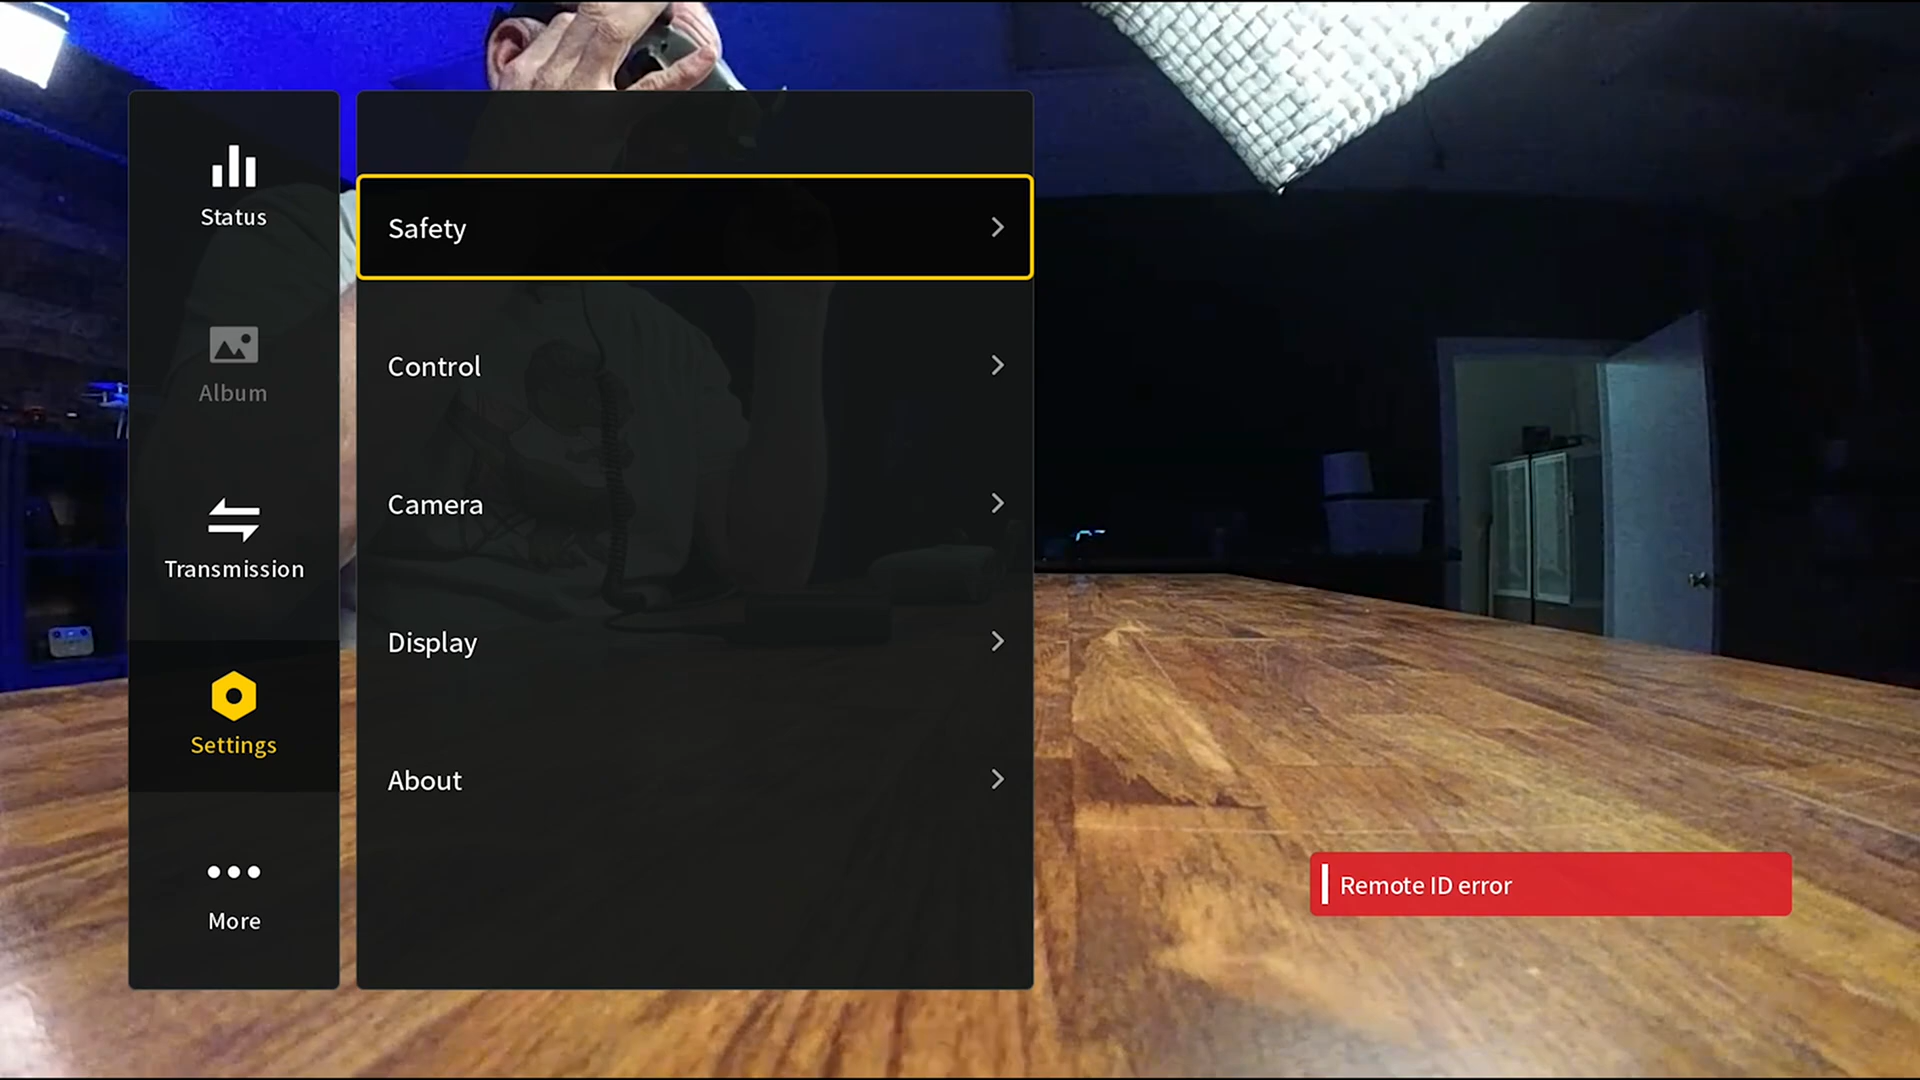 Status
Album
Transmission
Settings
More
Safety
Control
Camera
Display
About
Remote ID error